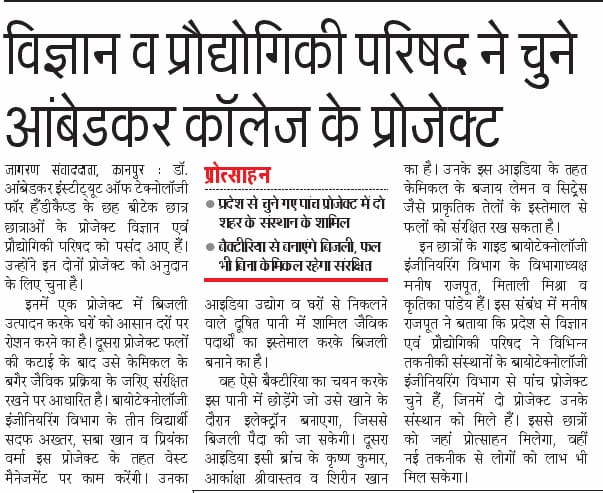 विज्ञान व प्रौद्योगिकी परिषद ने चुने
आंबेडकर कॉलेज के प्रोजेक्ट
जागरण संवाददाता, कानपुर : डॉ.
आंबेडकर इंस्टीट्यूट ऑफ टेक्नोलॉजी
फॉर हैंडीकैप्ड के छह बीटेक छात्र
छात्राओं के प्रोजेक्ट विज्ञान एवं
प्रौद्योगिकी परिषद को पसंद आए हैं।
उन्होंने इन दोनों प्रोजेक्ट को अनुदान
के लिए चुना है।
इनमें एक प्रोजेक्ट में बिजली
उत्पादन करके घरों को आसान दरों पर
रोशन करने का है। दूसरा प्रोजेक्ट फलों
की कटाई के बाद उसे केमिकल के
बगैर जैविक प्रक्रिया के जरिए संरक्षित
रखने पर आधारित है। बायोटेक्नोलॉजी
इंजीनियरिंग विभाग के तीन विद्यार्थी
सदफ अख्तर, सबा खान व प्रियंका
वर्मा इस प्रोजेक्ट के तहत वेस्ट
मैनेजमेंट पर काम करेंगी। उनका
प्रोत्साहन
● प्रदेश से चुने गए पांच प्रोजेक्ट में दो
शहर के संस्थान के शामिल
● बैक्टीरिया से बनाएंगे बिजली, फल
भी बिना केमिकल रहेगा संरक्षित
आइडिया उद्योग व घरों से निकलने
वाले दूषित पानी में शामिल जैविक
पदार्थों का इस्तेमाल करके बिजली
बनाने का है।
वह ऐसे बैक्टीरिया का चयन करके
इस पानी में छोड़ेंगे जो उसे खाने के
दौरान इलेक्ट्रॉन बनाएगा, जिससे
बिजली पैदा की जा सकेगी। दूसरा
आइडिया इसी ब्रांच के कृष्ण कुमार,
आकांक्षा श्रीवास्तव व शिरीन खान
का है। उनके इस आइडिया के तहत
केमिकल के बजाय लेमन व सिट्रेस
जैसे प्राकृतिक तेलों के इस्तेमाल से
फलों को संरक्षित रख सकता है।
इन छात्रों के गाइड बायोटेक्नोलॉजी
इंजीनियरिंग विभाग के विभागाध्यक्ष
मनीष राजपूत, मिताली मिश्रा व
कृतिका पांडेय हैं। इस संबंध में मनीष
राजपूत ने बताया कि प्रदेश से विज्ञान
एवं प्रौद्योगिकी परिषद ने विभिन्न
तकनीकी संस्थानों के बायोटेक्नोलॉजी
इंजीनियरिंग विभाग से पांच प्रोजेक्ट
चुने हैं, जिनमें दो प्रोजेक्ट उनके
संस्थान को मिले हैं। इससे छात्रों
को जहां प्रोत्साहन मिलेगा, वहीं
नई तकनीक से लोगों को लाभ भी
मिल सकेगा।